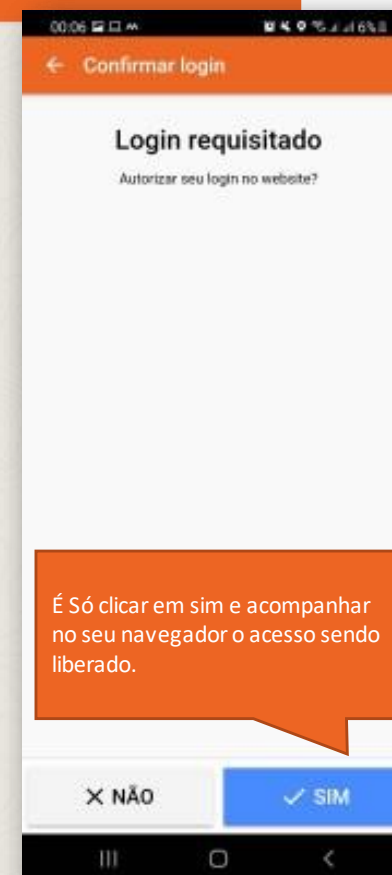 00:06
6%
Confirmar login
Login requisitado
Autorizar seu login no website?
É Só clicar em sim e acompanhar
no seu navegador o acesso sendo
liberado.
NÃO
SIM